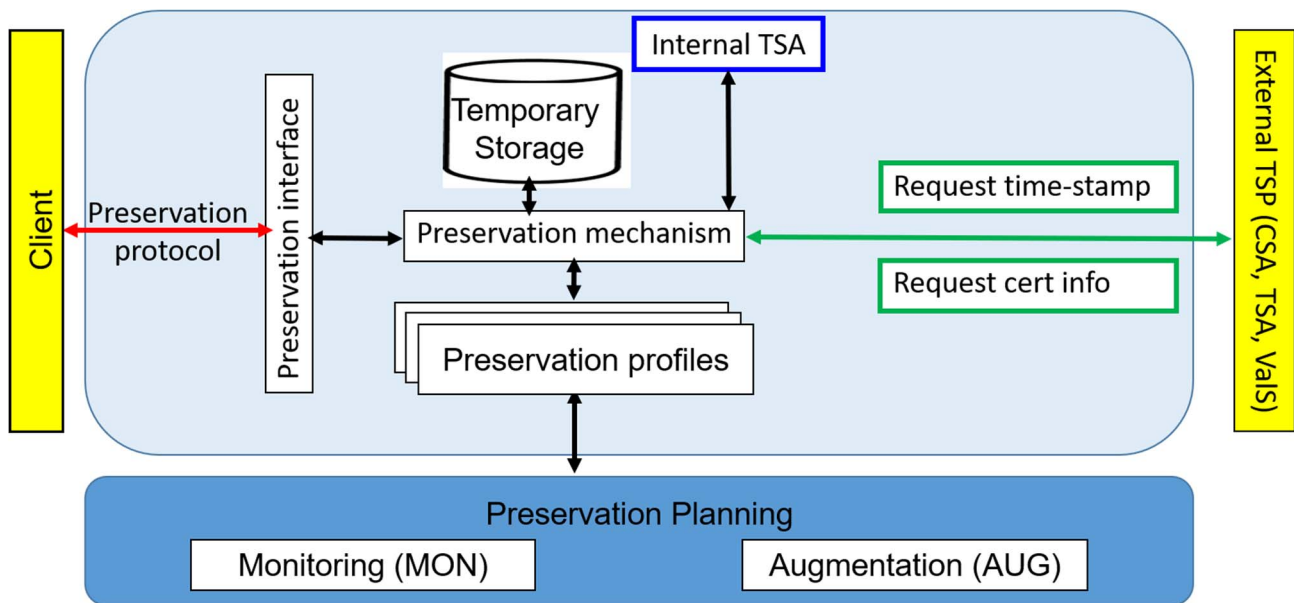 Client
Preservation
protocol
Preservation interface
Temporary
Storage
Internal TSA
Preservation mechanism
Preservation profiles
Request time-stamp
Request cert info
External TSP (CSA, TSA, ValS)
Preservation Planning
Monitoring (MON)
Augmentation (AUG)